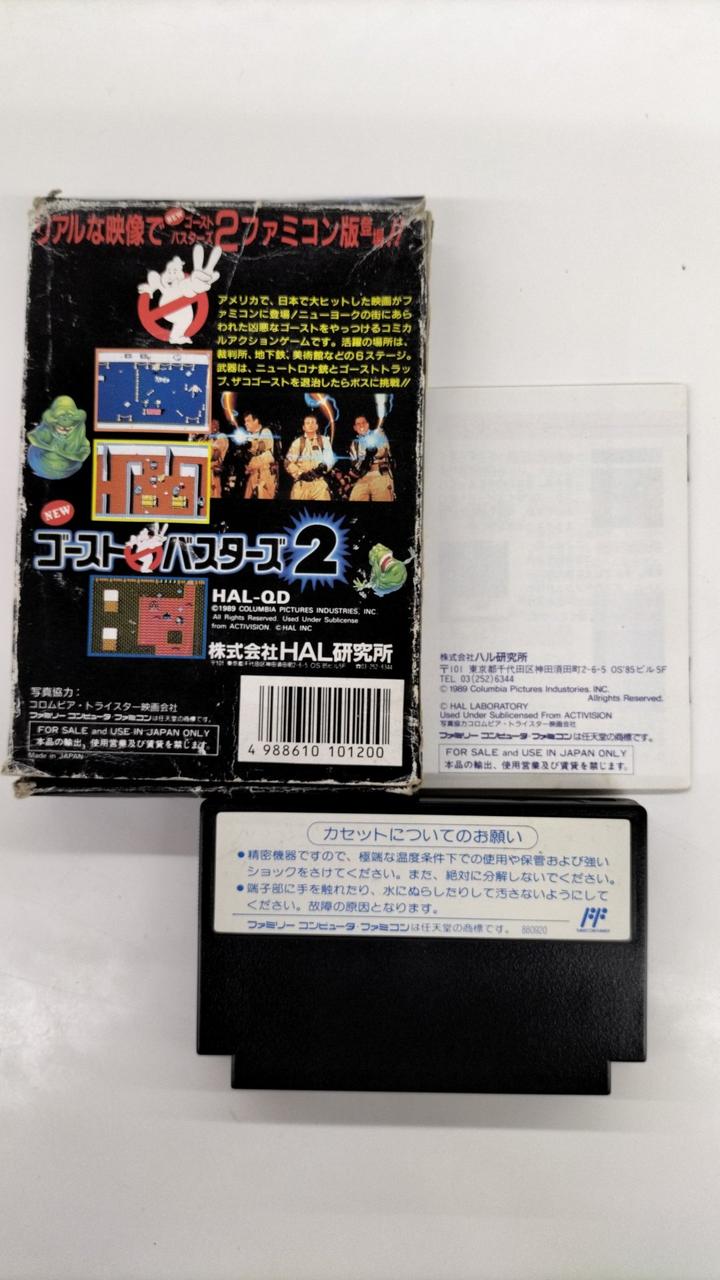 リアルな映像で NEW ゴーストバスターズ2 ファミコン版登場!!
アメリカで、日本で大ヒットした映画がフ
ァミコンに登場!ニューヨークの街にあら
われた凶悪なゴーストをやっつけるコミカ
ルアクションゲームです。活躍の場所は、
裁判所、地下鉄、美術館などの6ステージ。
武器は、ニュートロナ銃とゴーストトラッ
プ、ザコゴーストを退治したらボスに挑戦!!
NEW
ゴーストバスターズ2
HAL-QD
©1989 COLUMBIA PICTURES INDUSTRIES, INC.
All Rights Reserved. Used Under Sublicense
from ACTIVISION. ©HAL INC
株式会社HAL研究所
〒101 東京都千代田区神田須田町2-6-5 OS'85ビル5F ☎03-252-6344
写真協力:
コロムビア・トライスター映画会社
ファミリーコンピュータ・ファミコンは任天堂の商標です。
FOR SALE and USE IN JAPAN ONLY
本品の輸出、使用営業及び賃貸を禁じます。
Made in JAPAN
4 988610 101200
株式会社ハル研究所
〒101 東京都千代田区神田須田町2-6-5 OS'85ビル5F
TEL 03(252)6344
© 1989 Columbia Pictures Industories. INC.
Allrights Reserved.
© HAL LABORATORY
Used Under Sublicensed From ACTIVISION
写真協力コロムビア・トライスター映画会社
ファミリーコンピュータ・ファミコンは任天堂の商標です。
FOR SALE and USE IN JAPAN ONLY
本品の輸出、使用営業及び賃貸を禁じます。
カセットについてのお願い
●精密機器ですので、極端な温度条件下での使用や保管および強い
ショックをさけてください。また、絶対に分解しないでください。
●端子部に手を触れたり、水にぬらしたりして汚さないようにして
ください。故障の原因となります。
ファミリーコンピュータ・ファミコンは任天堂の商標です。 880920